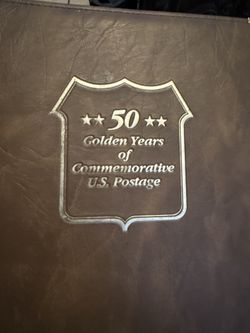 ★★ 50 ★★
Golden Years
of
Commemorative
U.S. Postage